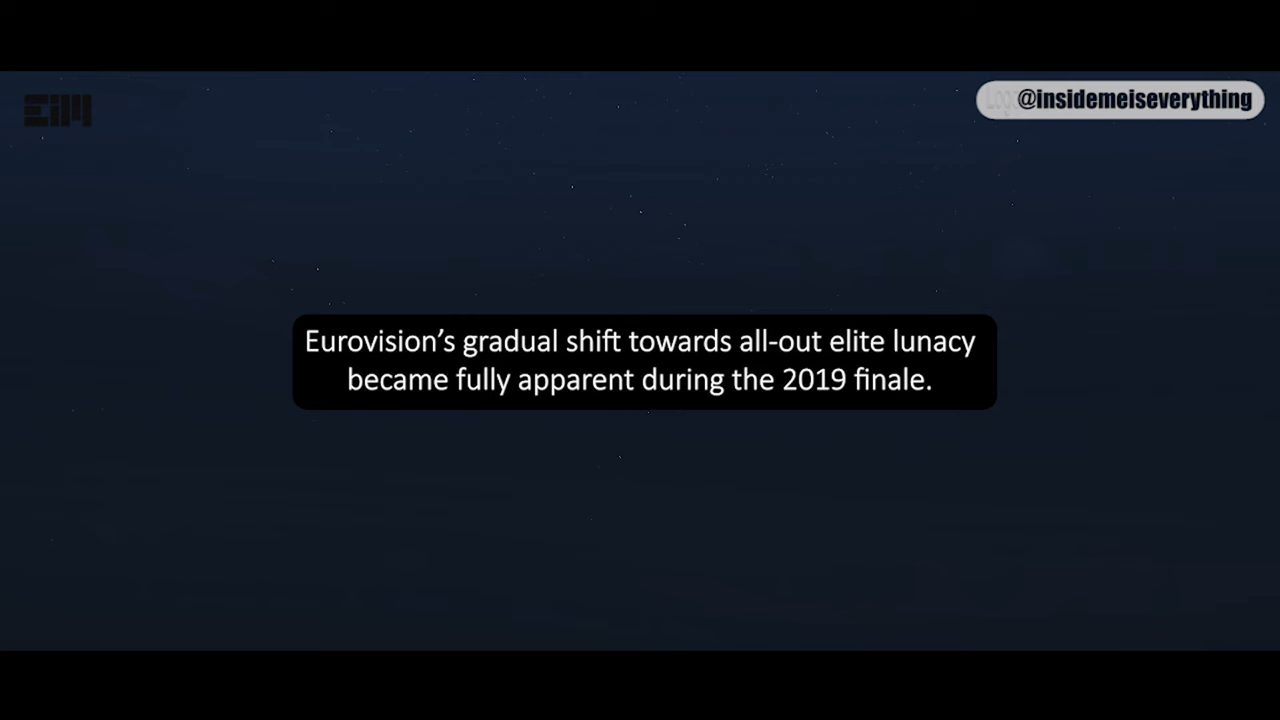 @insidemeiseverything
Eurovision’s gradual shift towards all-out elite lunacy
became fully apparent during the 2019 finale.